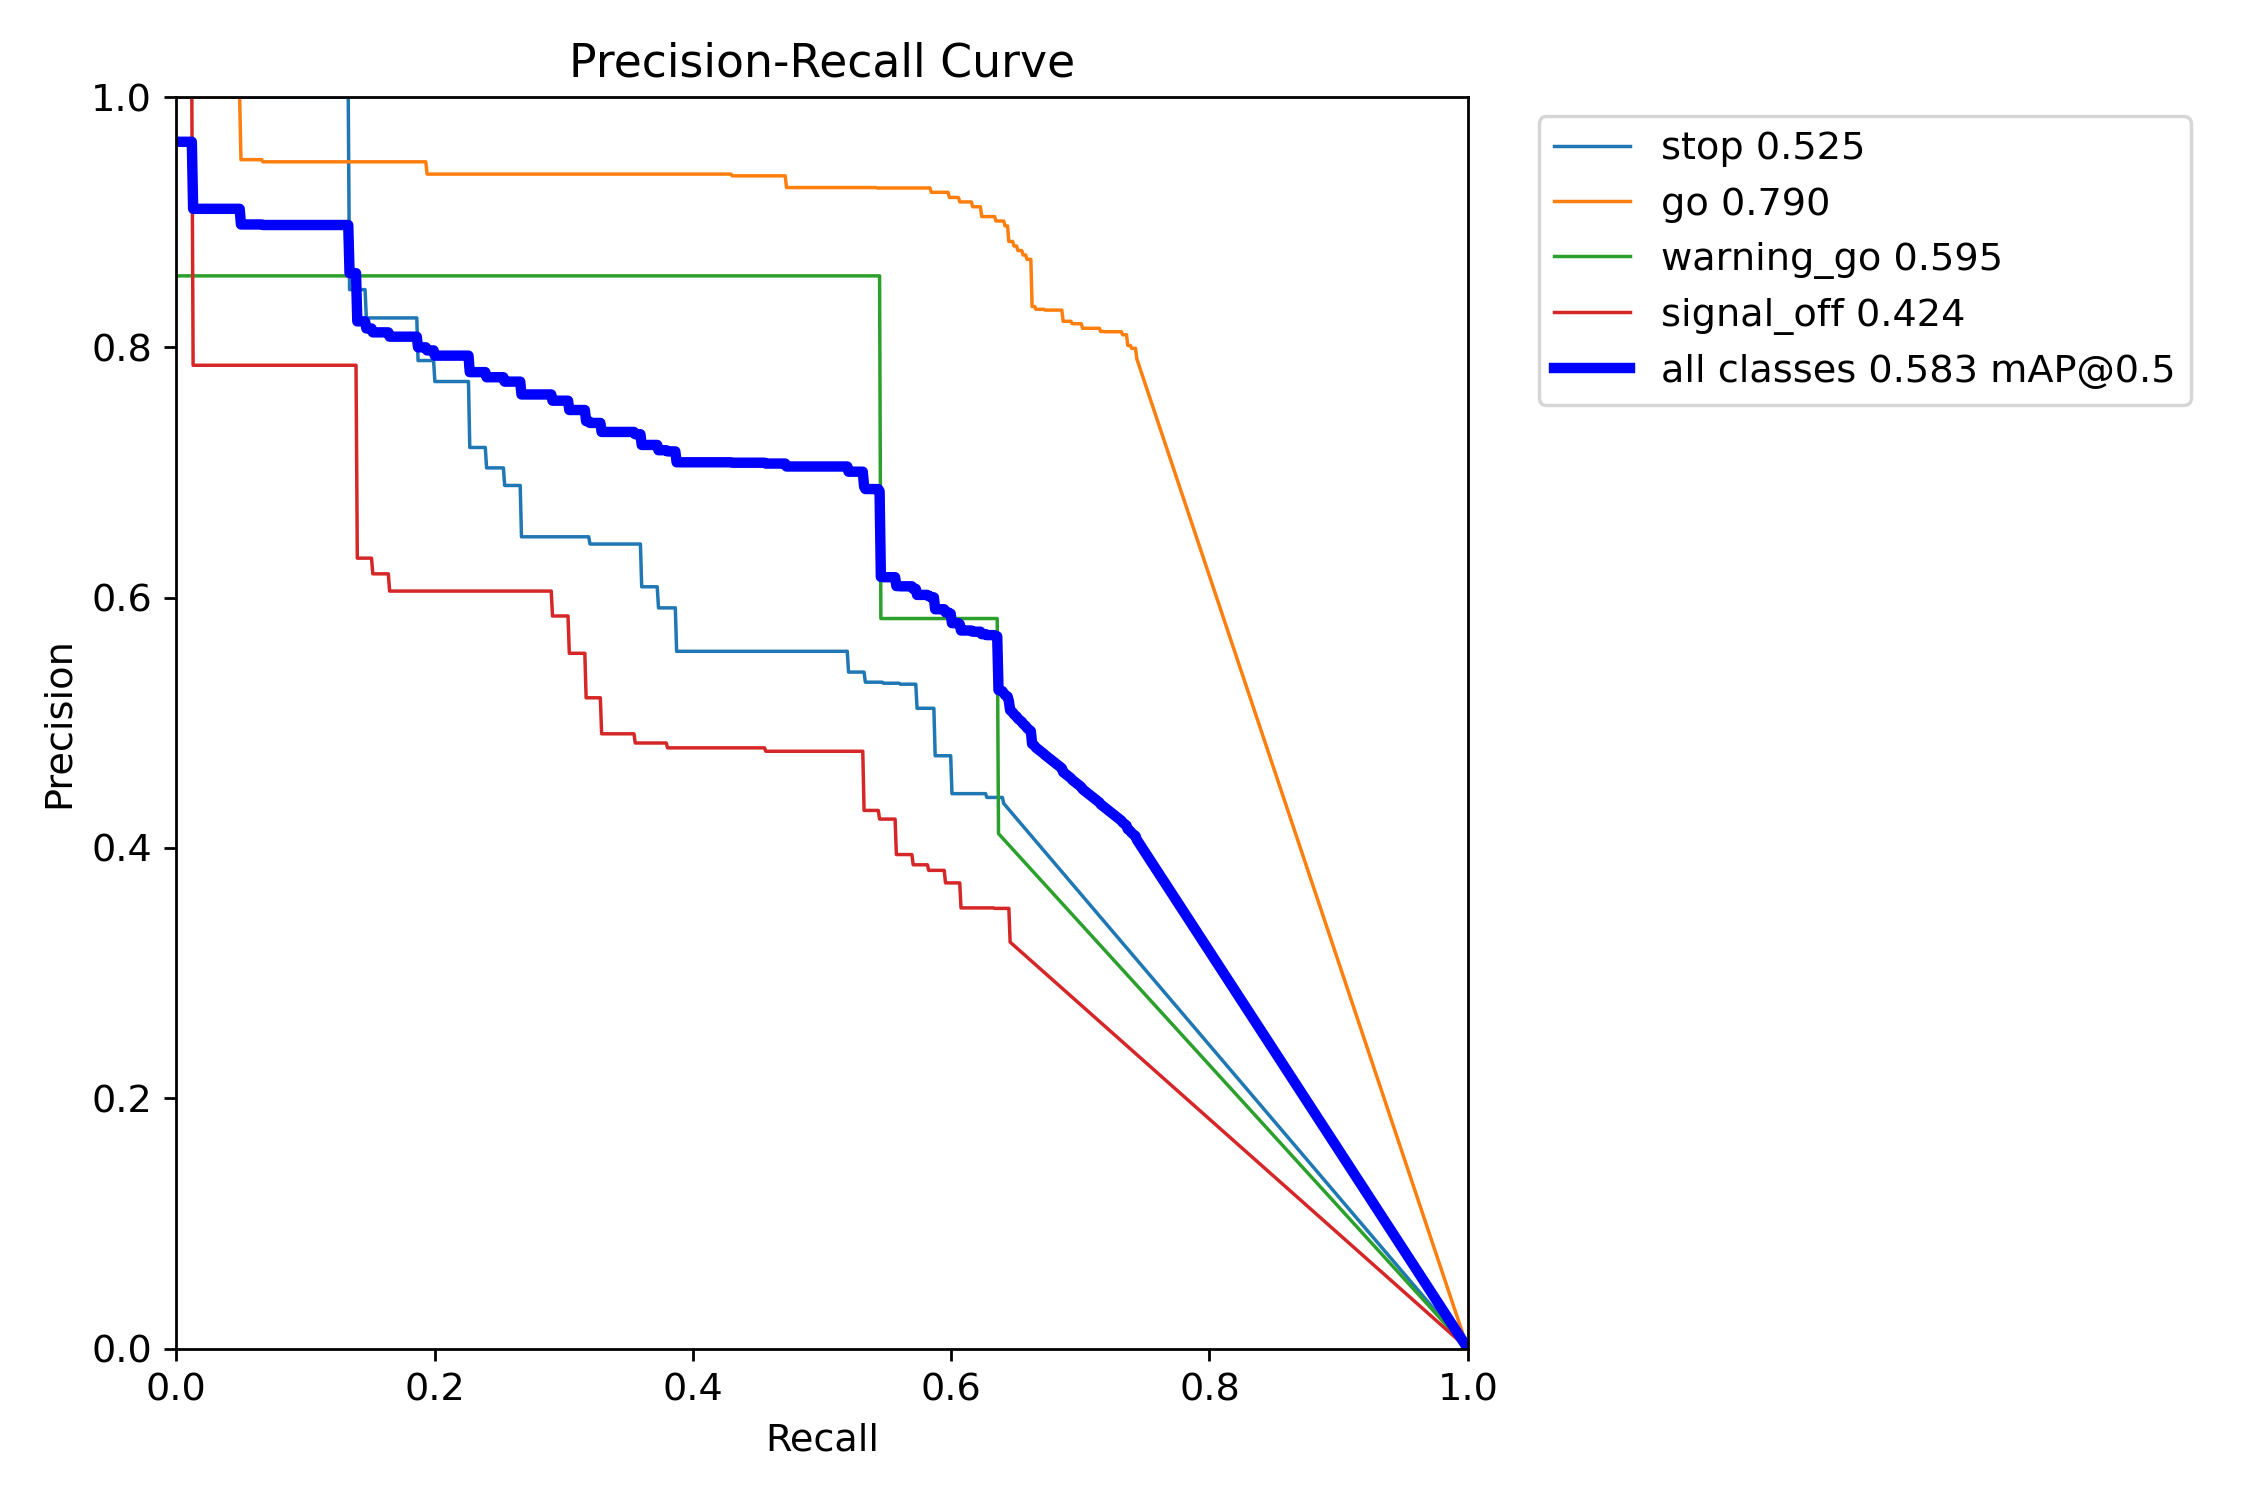 Precision-Recall Curve
1.0
0.8
0.6
0.4
0.2
0.0
Precision
0.0 0.2 0.4 0.6 0.8 1.0
Recall
stop 0.525
go 0.790
warning_go 0.595
signal_off 0.424
all classes 0.583 mAP@0.5